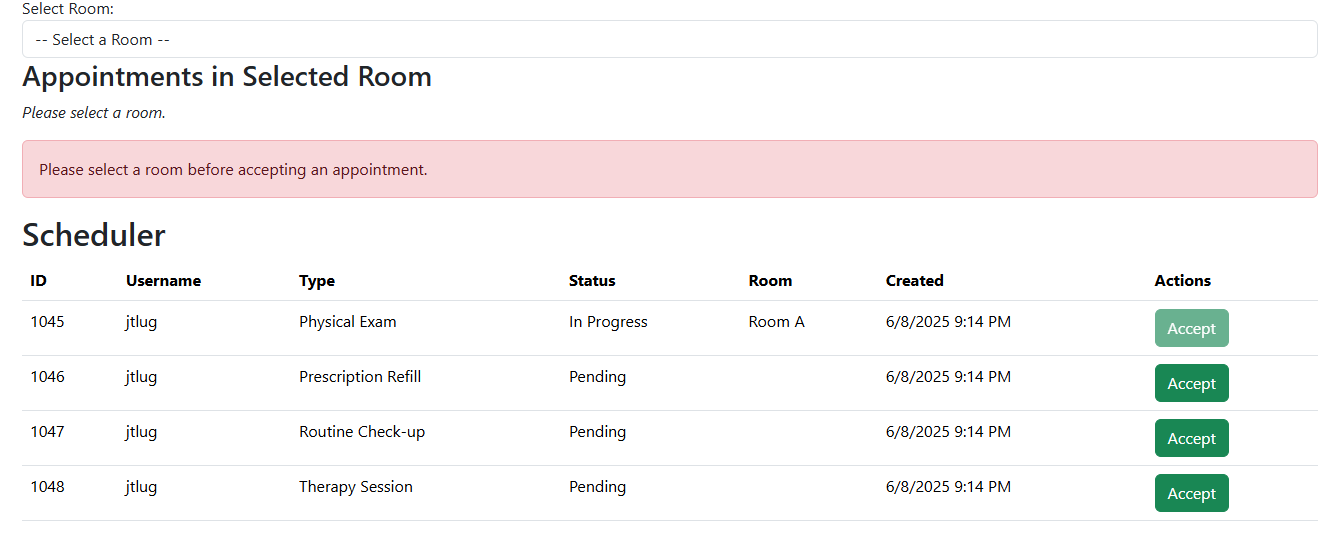 Select Room:
-- Select a Room --
Appointments in Selected Room
Please select a room.
Please select a room before accepting an appointment.
Scheduler
ID Username Type Status Room Created Actions
1045 jtlug Physical Exam In Progress Room A 6/8/2025 9:14 PM Accept
1046 jtlug Prescription Refill Pending 6/8/2025 9:14 PM Accept
1047 jtlug Routine Check-up Pending 6/8/2025 9:14 PM Accept
1048 jtlug Therapy Session Pending 6/8/2025 9:14 PM Accept